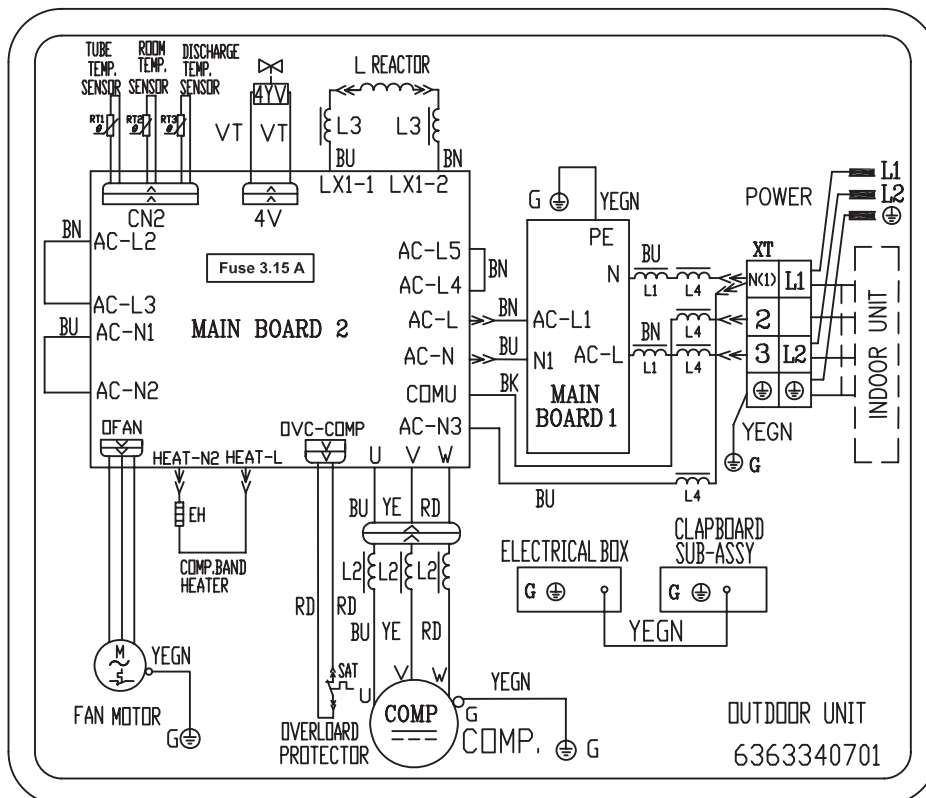 TUBE
TEMP.
SENSOR
ROOM
TEMP.
SENSOR
DISCHARGE
TEMP.
SENSOR
RT1
θ
RT2
θ
RT3
θ
4YV
VT VT
L REACTOR
L3 L3
BU BN
LX1-1 LX1-2
CN2
4V
G
YEGN
PE
POWER
L1
L2
BN
AC-L2
AC-L3
BU
AC-N1
AC-N2
Fuse 3.15 A
MAIN BOARD 2
AC-L5
BN
AC-L4
AC-L
BN
AC-N
BU
COMU
BK
AC-N3
BU
N
AC-L1
N1
AC-L
MAIN
BOARD 1
BU
L1 L4
L4
BN
L1 L4
L4
XT
N(1) L1
2
3 L2
YEGN
G
INDOOR UNIT
OFAN
HEAT-N2 HEAT-L
OVC-COMP
U V W
EH
COMP.BAND
HEATER
BU YE RD
L2 L2 L2
RD RD
BU YE RD
SAT
U V W
OVERLOARD
PROTECTOR
M
YEGN
FAN MOTOR
G
COMP
G
COMP.
YEGN
G
ELECTRICAL BOX
G
CLAPBOARD
SUB-ASSY
G
YEGN
OUTDOOR UNIT
6363340701